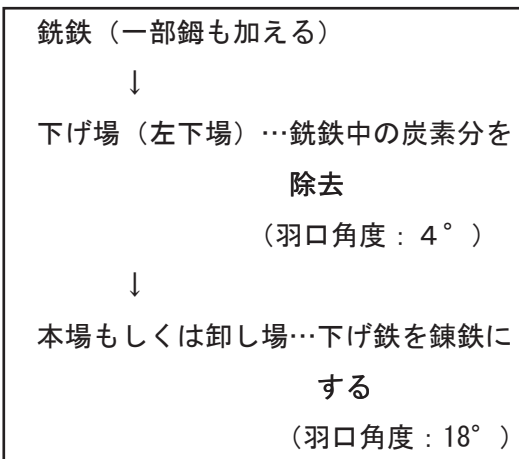 銑鉄（一部鉧も加える）
↓
下げ場（左下場）…銑鉄中の炭素分を
除去
（羽口角度：４°）
↓
本場もしくは卸し場…下げ鉄を錬鉄に
する
（羽口角度：18°）